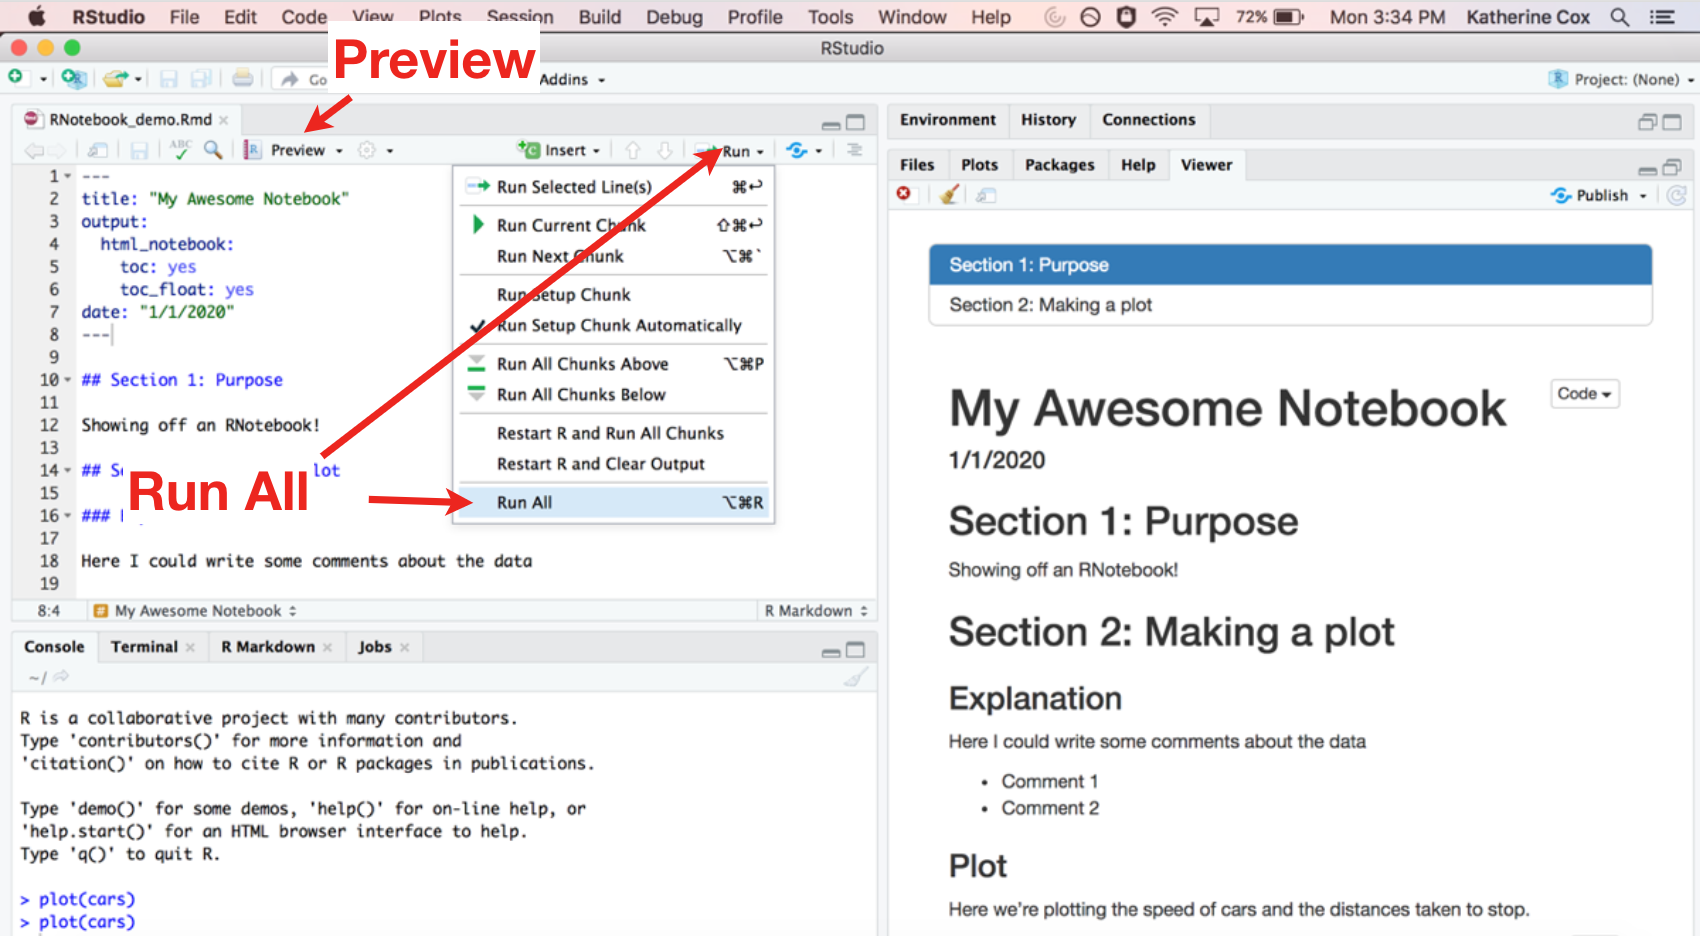 RStudio File Edit Code View Plots Session Build Debug Profile Tools Window Help 72% Mon 3:34 PM Katherine Cox
RStudio
Preview
Go
Addins
Project: (None)
RNotebook_demo.Rmd
ABC
Preview
Insert
Run
1 ---
2 title: "My Awesome Notebook"
3 output:
4 html_notebook:
5 toc: yes
6 toc_float: yes
7 date: "1/1/2020"
8 ---
9
10 ## Section 1: Purpose
11
12 Showing off an RNotebook!
13
14 ## S lot
15
16 ###
17
18 Here I could write some comments about the data
19
Run All
Run Selected Line(s) ⌘↩
Run Current Chunk ⇧⌘↩
Run Next Chunk ⌥⌘`
Run Setup Chunk
Run Setup Chunk Automatically
Run All Chunks Above ⌥⌘P
Run All Chunks Below
Restart R and Run All Chunks
Restart R and Clear Output
Run All ⌥⌘R
8:4 # My Awesome Notebook R Markdown
Console Terminal R Markdown Jobs
~/
R is a collaborative project with many contributors.
Type 'contributors()' for more information and
'citation()' on how to cite R or R packages in publications.
Type 'demo()' for some demos, 'help()' for on-line help, or
'help.start()' for an HTML browser interface to help.
Type 'q()' to quit R.
> plot(cars)
> plot(cars)
Environment History Connections
Files Plots Packages Help Viewer
Publish
Section 1: Purpose
Section 2: Making a plot
Code
My Awesome Notebook
1/1/2020
Section 1: Purpose
Showing off an RNotebook!
Section 2: Making a plot
Explanation
Here I could write some comments about the data
• Comment 1
• Comment 2
Plot
Here we're plotting the speed of cars and the distances taken to stop.